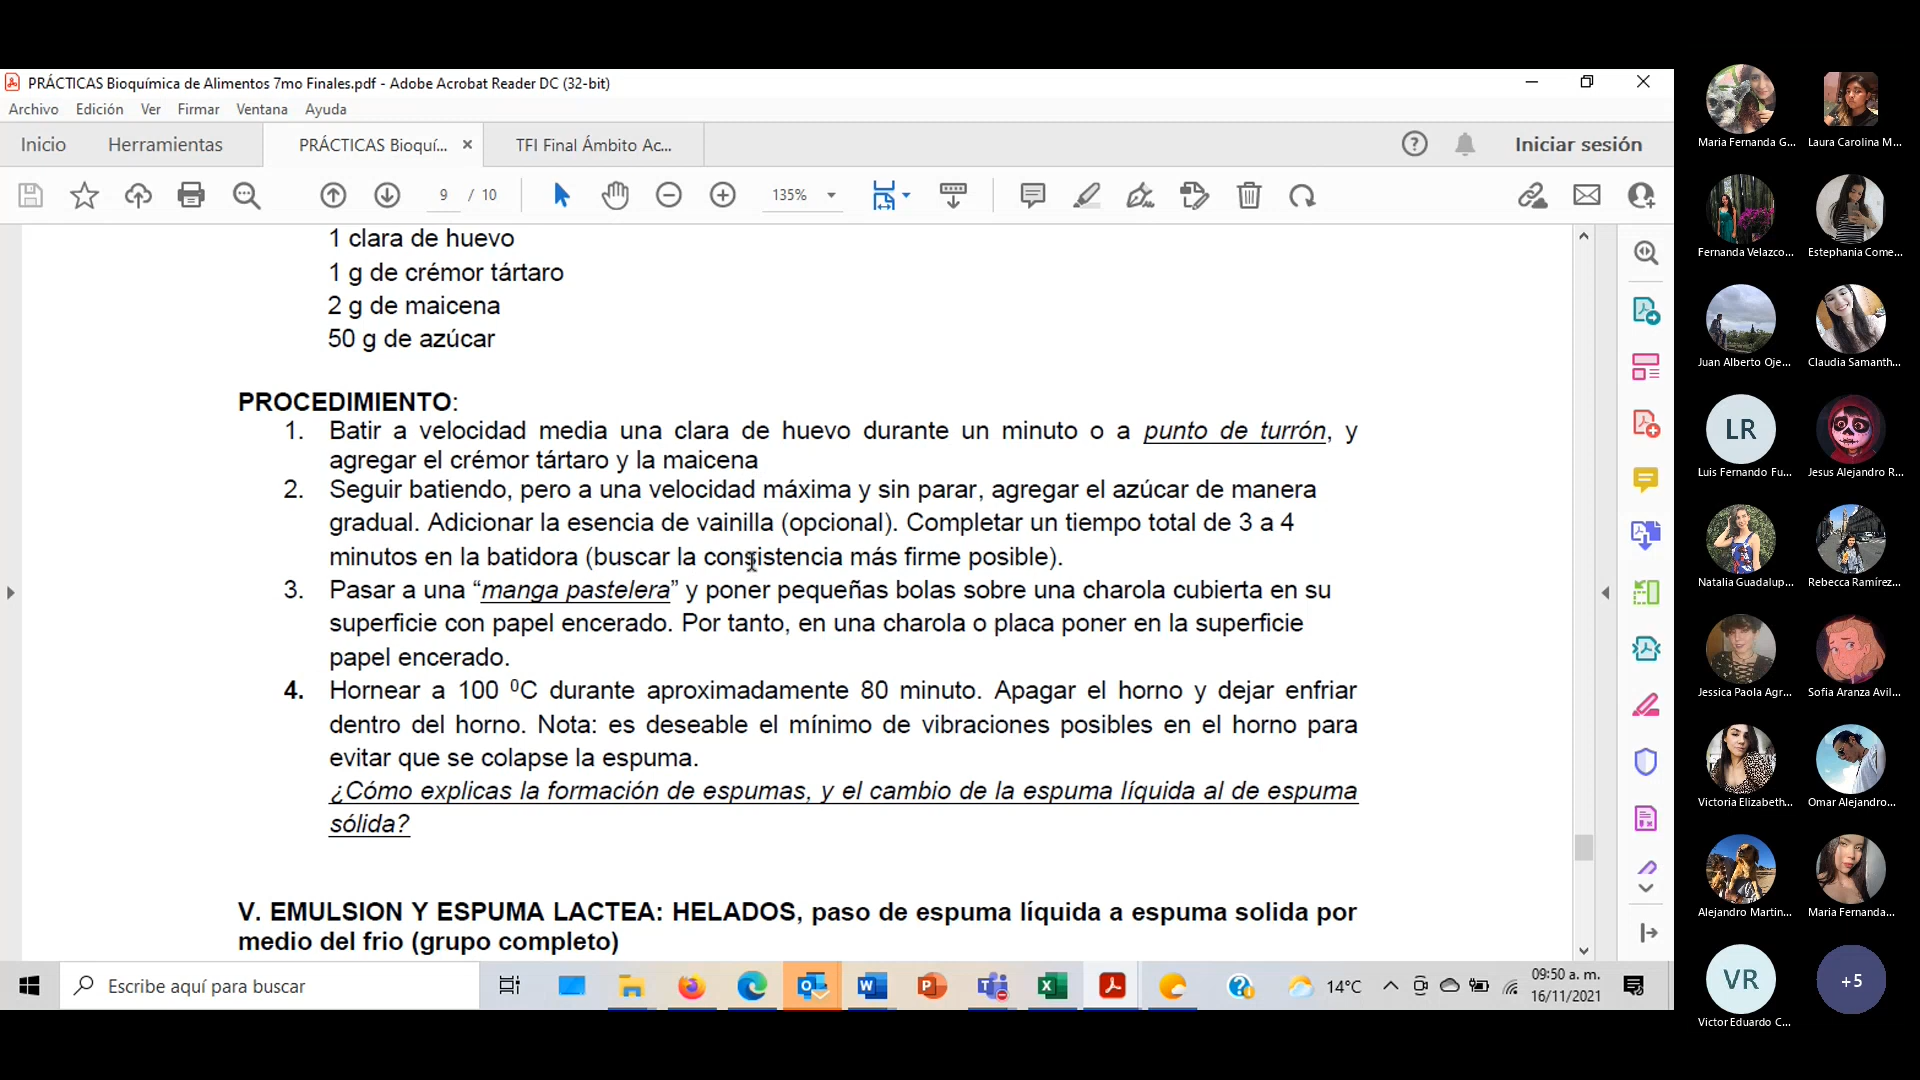 PRÁCTICAS Bioquímica de Alimentos 7mo Finales.pdf - Adobe Acrobat Reader DC (32-bit)
Archivo Edición Ver Firmar Ventana Ayuda
Inicio Herramientas PRÁCTICAS Bioquí... TFI Final Ámbito Ac... Iniciar sesión
9 / 10 135%
1 clara de huevo
1 g de crémor tártaro
2 g de maicena
50 g de azúcar
PROCEDIMIENTO:
1. Batir a velocidad media una clara de huevo durante un minuto o a punto de turrón, y
agregar el crémor tártaro y la maicena
2. Seguir batiendo, pero a una velocidad máxima y sin parar, agregar el azúcar de manera
gradual. Adicionar la esencia de vainilla (opcional). Completar un tiempo total de 3 a 4
minutos en la batidora (buscar la consistencia más firme posible).
3. Pasar a una “manga pastelera” y poner pequeñas bolas sobre una charola cubierta en su
superficie con papel encerado. Por tanto, en una charola o placa poner en la superficie
papel encerado.
4. Hornear a 100 ⁰C durante aproximadamente 80 minuto. Apagar el horno y dejar enfriar
dentro del horno. Nota: es deseable el mínimo de vibraciones posibles en el horno para
evitar que se colapse la espuma.
¿Cómo explicas la formación de espumas, y el cambio de la espuma líquida al de espuma
sólida?
V. EMULSION Y ESPUMA LACTEA: HELADOS, paso de espuma líquida a espuma solida por
medio del frio (grupo completo)
Escribe aquí para buscar
14°C
09:50 a. m.
16/11/2021
Maria Fernanda G... Laura Carolina M...
Fernanda Velazco... Estephania Come...
Juan Alberto Oje... Claudia Samanth...
LR
Luis Fernando Fu... Jesus Alejandro R...
Natalia Guadalup... Rebecca Ramírez...
Jessica Paola Agr... Sofia Aranza Avil...
Victoria Elizabeth... Omar Alejandro...
Alejandro Martin... Maria Fernanda...
VR +5
Victor Eduardo C...